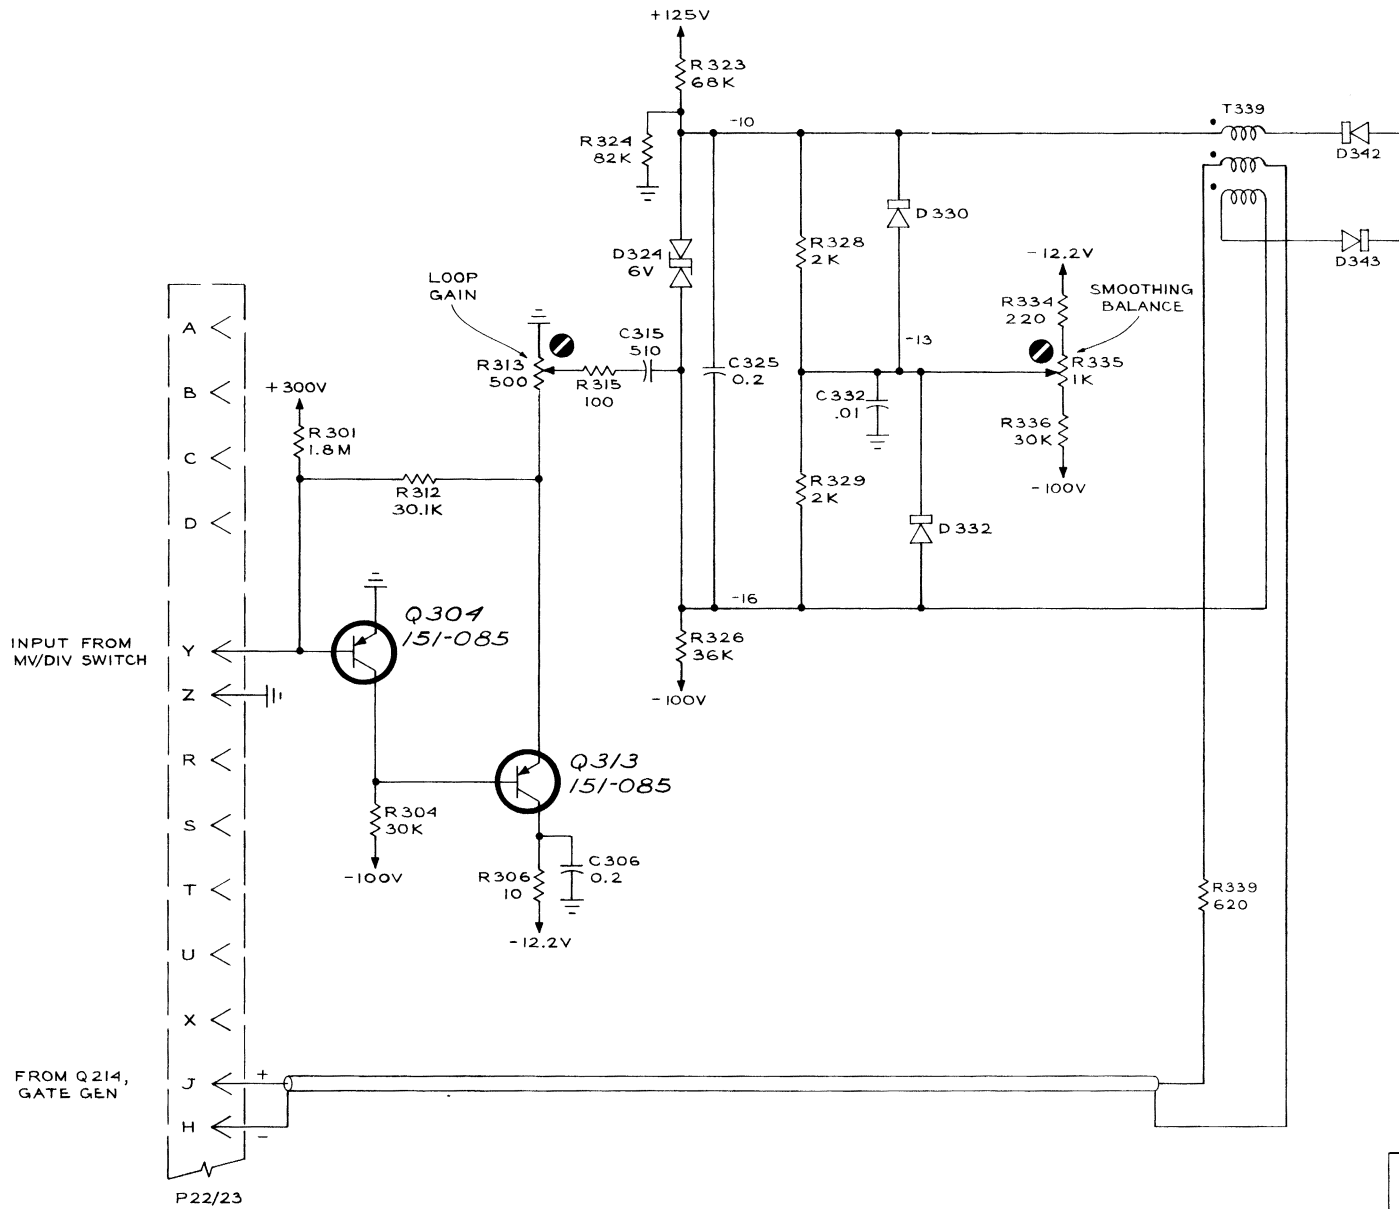 +125V
R323
68K
R324
82K
-10
T339
D342
D343
D324
6V
R328
2K
D330
-12.2V
R334
220
SMOOTHING
BALANCE
R335
1K
R336
30K
-100V
LOOP
GAIN
R313
500
R315
100
C315
510
C325
0.2
-13
C332
.01
R329
2K
D332
-16
R326
36K
-100V
A
B
C
D
Y
Z
R
S
T
U
X
J
H
+300V
R301
1.8M
R312
30.1K
INPUT FROM
MV/DIV SWITCH
Q304
151-085
Q313
151-085
R304
30K
-100V
R306
10
C306
0.2
-12.2V
R339
620
FROM Q214,
GATE GEN
+
–
P22/23